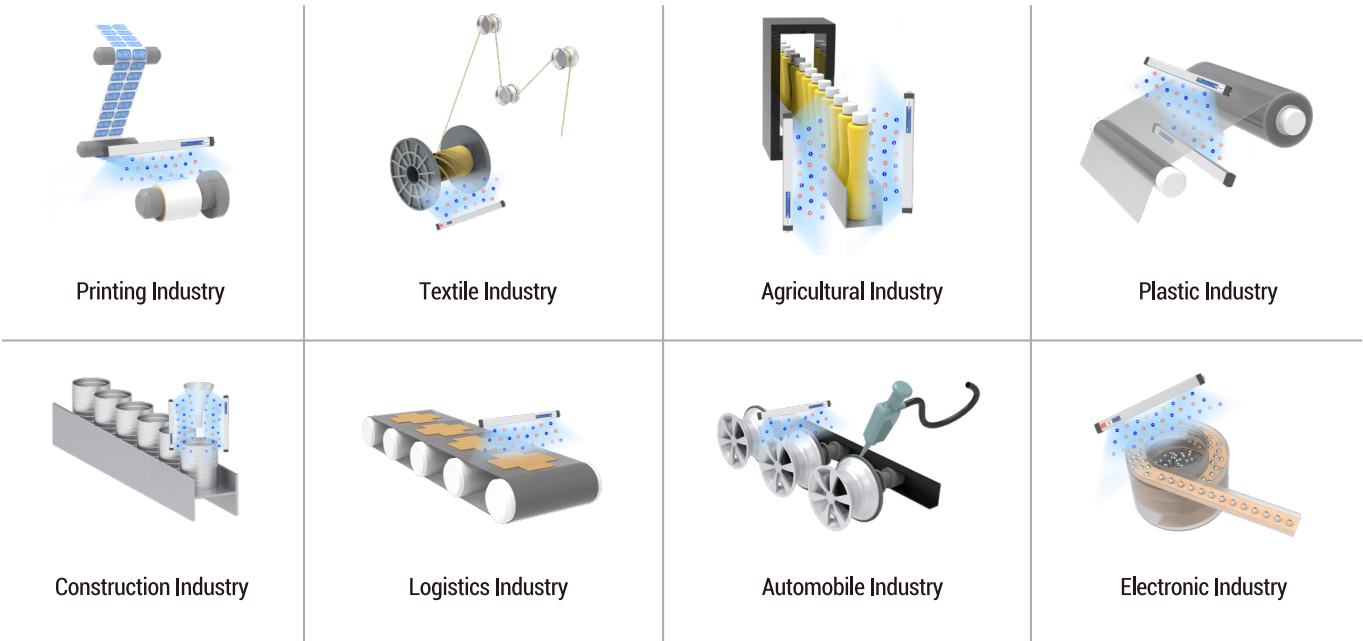 Printing Industry
Textile Industry
Agricultural Industry
Plastic Industry
Construction Industry
Logistics Industry
Automobile Industry
Electronic Industry